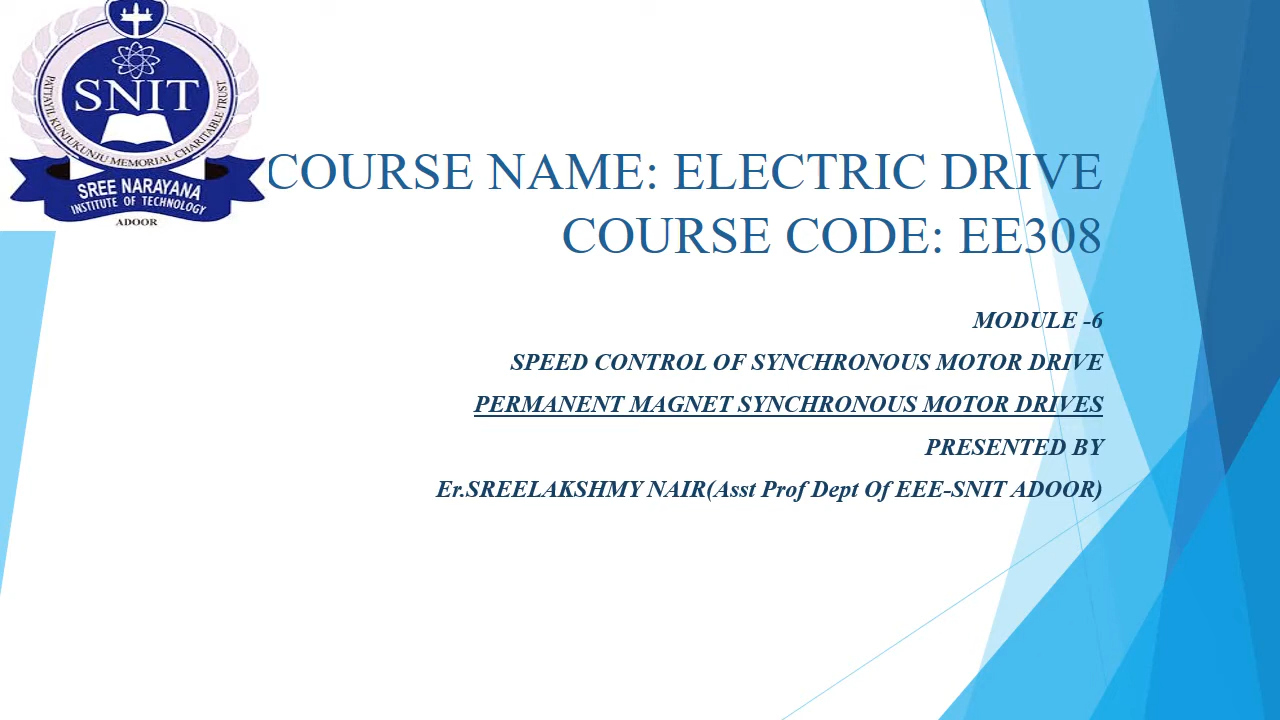 SNIT
PATTAYIL KUNJUKUNJU MEMORIAL CHARITABLE TRUST
SREE NARAYANA
INSTITUTE OF TECHNOLOGY
ADOOR
COURSE NAME: ELECTRIC DRIVE
COURSE CODE: EE308
MODULE -6
SPEED CONTROL OF SYNCHRONOUS MOTOR DRIVE
PERMANENT MAGNET SYNCHRONOUS MOTOR DRIVES
PRESENTED BY
Er.SREELAKSHMY NAIR(Asst Prof Dept Of EEE-SNIT ADOOR)